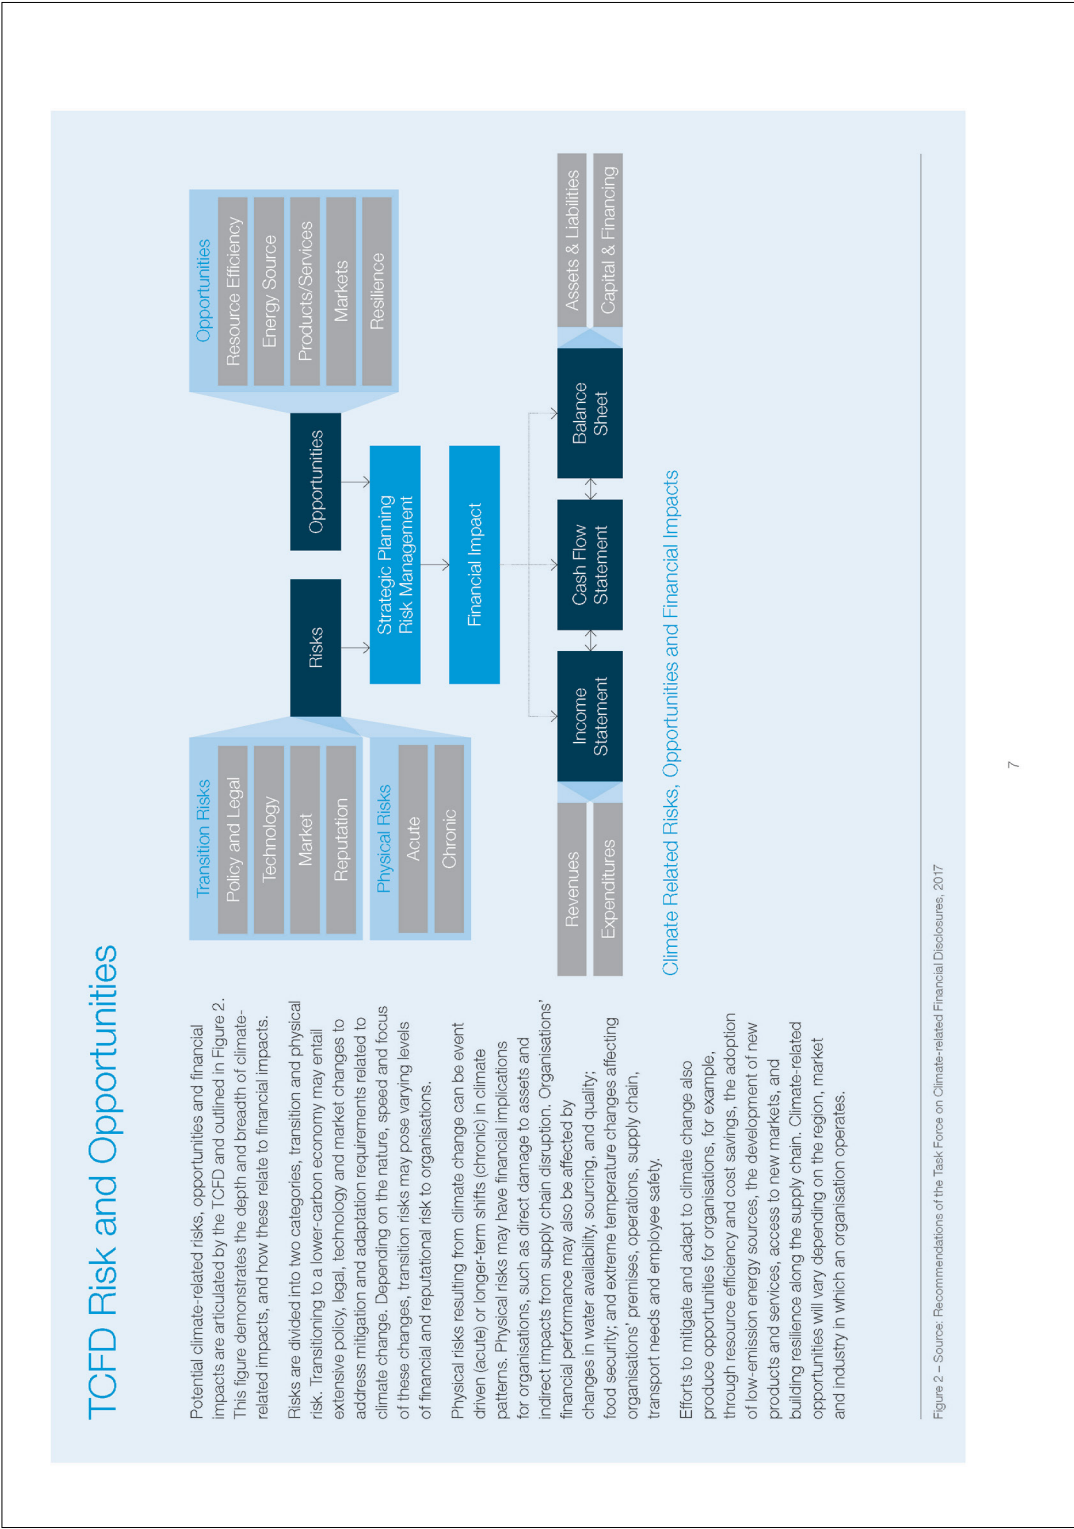 TCFD Risk and Opportunities
Potential climate-related risks, opportunities and financial
impacts are articulated by the TCFD and outlined in Figure 2.
This figure demonstrates the depth and breadth of climate-
related impacts, and how these relate to financial impacts.
Risks are divided into two categories, transition and physical
risk. Transitioning to a lower-carbon economy may entail
extensive policy, legal, technology and market changes to
address mitigation and adaptation requirements related to
climate change. Depending on the nature, speed and focus
of these changes, transition risks may pose varying levels
of financial and reputational risk to organisations.
Physical risks resulting from climate change can be event
driven (acute) or longer-term shifts (chronic) in climate
patterns. Physical risks may have financial implications
for organisations, such as direct damage to assets and
indirect impacts from supply chain disruption. Organisations'
financial performance may also be affected by
changes in water availability, sourcing, and quality;
food security; and extreme temperature changes affecting
organisations' premises, operations, supply chain,
transport needs and employee safety.
Efforts to mitigate and adapt to climate change also
produce opportunities for organisations, for example,
through resource efficiency and cost savings, the adoption
of low-emission energy sources, the development of new
products and services, access to new markets, and
building resilience along the supply chain. Climate-related
opportunities will vary depending on the region, market
and industry in which an organisation operates.
Transition Risks
Policy and Legal
Technology
Market
Reputation
Physical Risks
Acute
Chronic
Risks
Opportunities
Opportunities
Resource Efficiency
Energy Source
Products/Services
Markets
Resilience
Strategic Planning
Risk Management
Financial Impact
Revenues
Expenditures
Income
Statement
Cash Flow
Statement
Balance
Sheet
Assets & Liabilities
Capital & Financing
Climate Related Risks, Opportunities and Financial Impacts
Figure 2 – Source: Recommendations of the Task Force on Climate-related Financial Disclosures, 2017
7